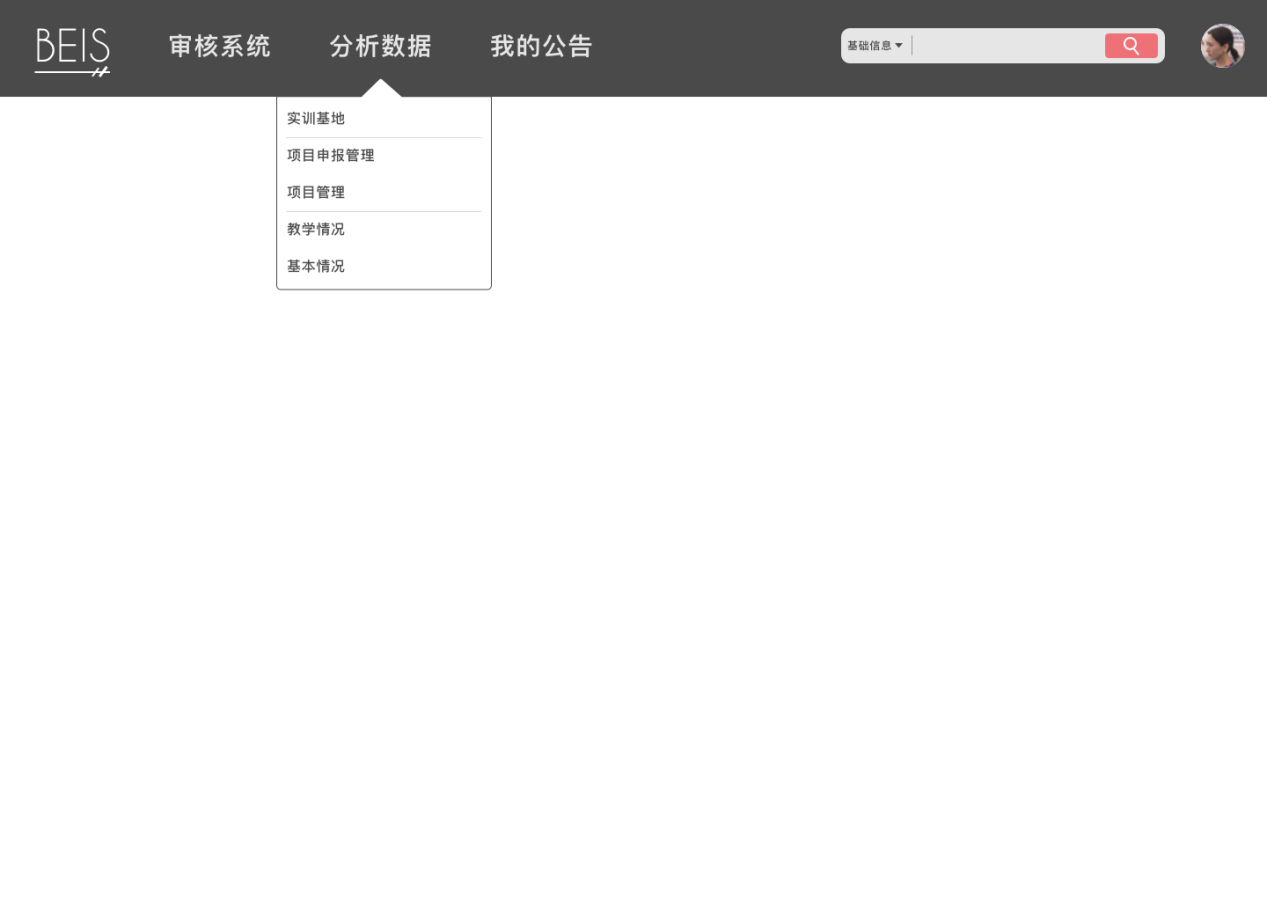 BEIS
审核系统
分析数据
我的公告
基础信息
实训基地
项目申报管理
项目管理
教学情况
基本情况